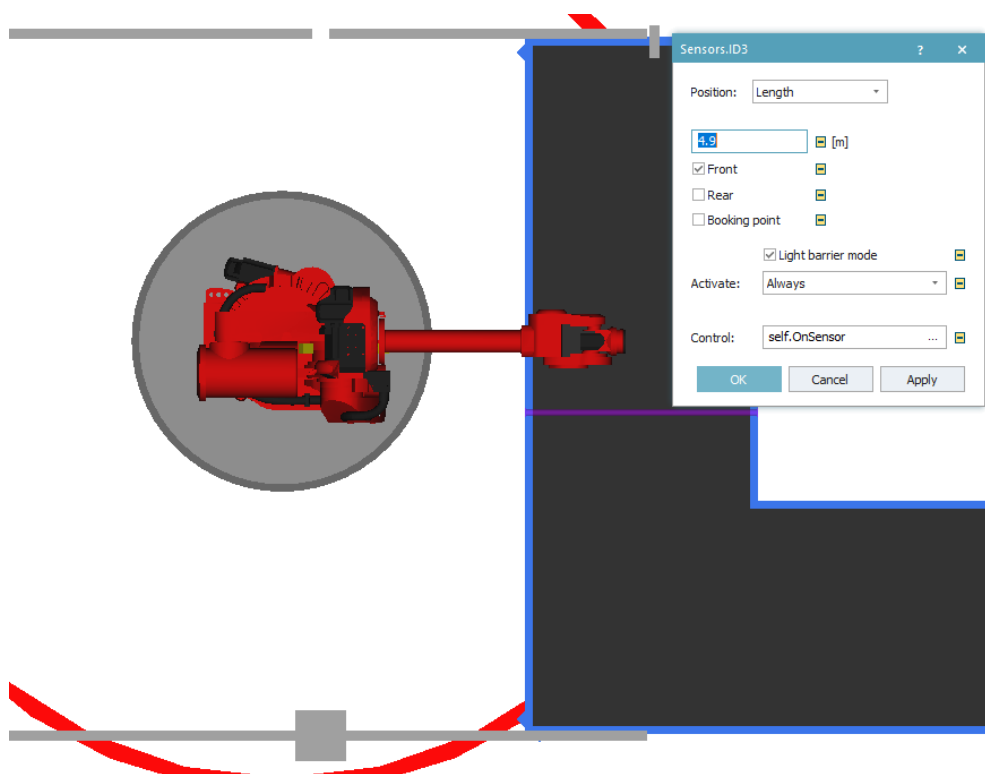 Sensors.ID3 ? ×
Position: Length
4.9 [m]
Front
Rear
Booking point
Light barrier mode
Activate: Always
Control: self.OnSensor ...
OK Cancel Apply